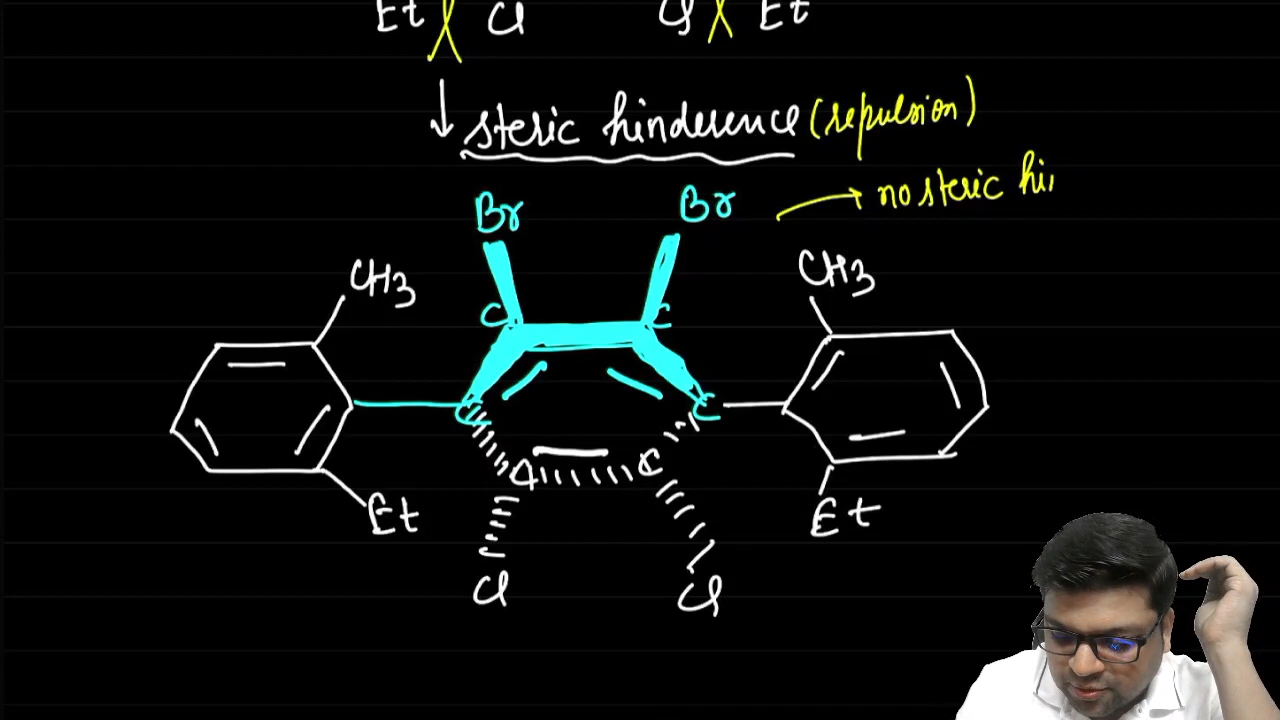 Et Cl Cl Et
↓ steric hinderence (repulsion)
→ no steric hi
Br Br
CH3 CH3
C C
C C
C C
Et Et
Cl Cl